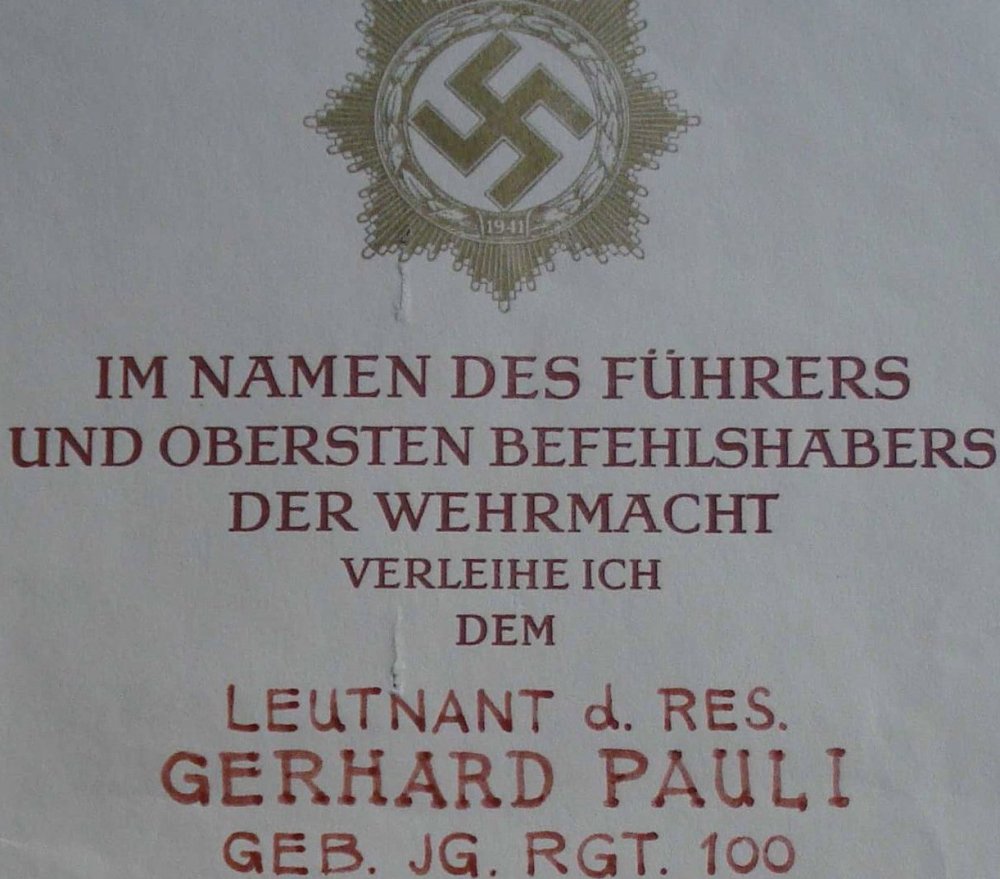 1941
IM NAMEN DES FÜHRERS
UND OBERSTEN BEFEHLSHABERS
DER WEHRMACHT
VERLEIHE ICH
DEM
LEUTNANT d. RES.
GERHARD PAULI
GEB. JG. RGT. 100